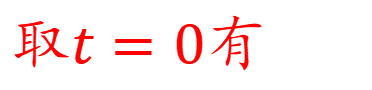 取t = 0有